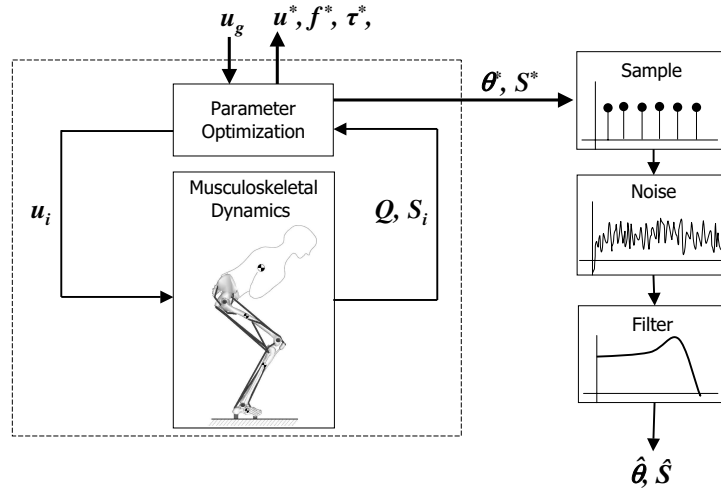 u_g
u*, f*, τ*,
Parameter
Optimization
θ*, S*
Sample
Musculoskeletal
Dynamics
u_i
Q, S_i
Noise
Filter
θ̂, Ŝ